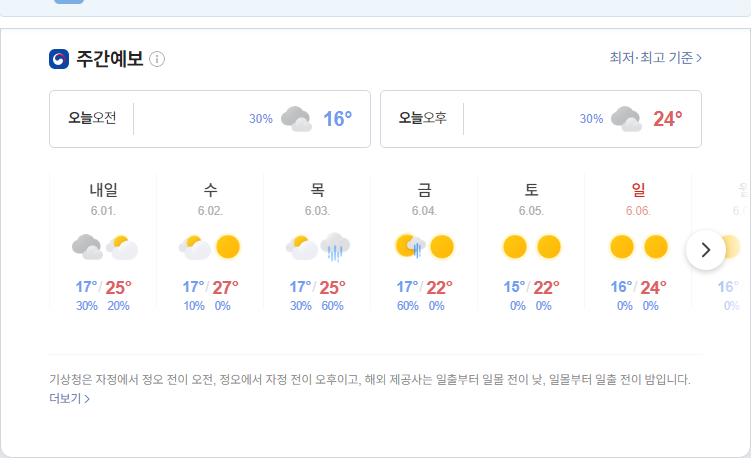 주간예보
최저·최고 기준
오늘오전 30% 16°
오늘오후 30% 24°
내일 수 목 금 토 일 월
6.01. 6.02. 6.03. 6.04. 6.05. 6.06.
17°/25° 17°/27° 17°/25° 17°/22° 15°/22° 16°/24° 16°
30% 20% 10% 0% 30% 60% 60% 0% 0% 0% 0% 0% 0%
기상청은 자정에서 정오 전이 오전, 정오에서 자정 전이 오후이고, 해외 제공사는 일출부터 일몰 전이 낮, 일몰부터 일출 전이 밤입니다.
더보기